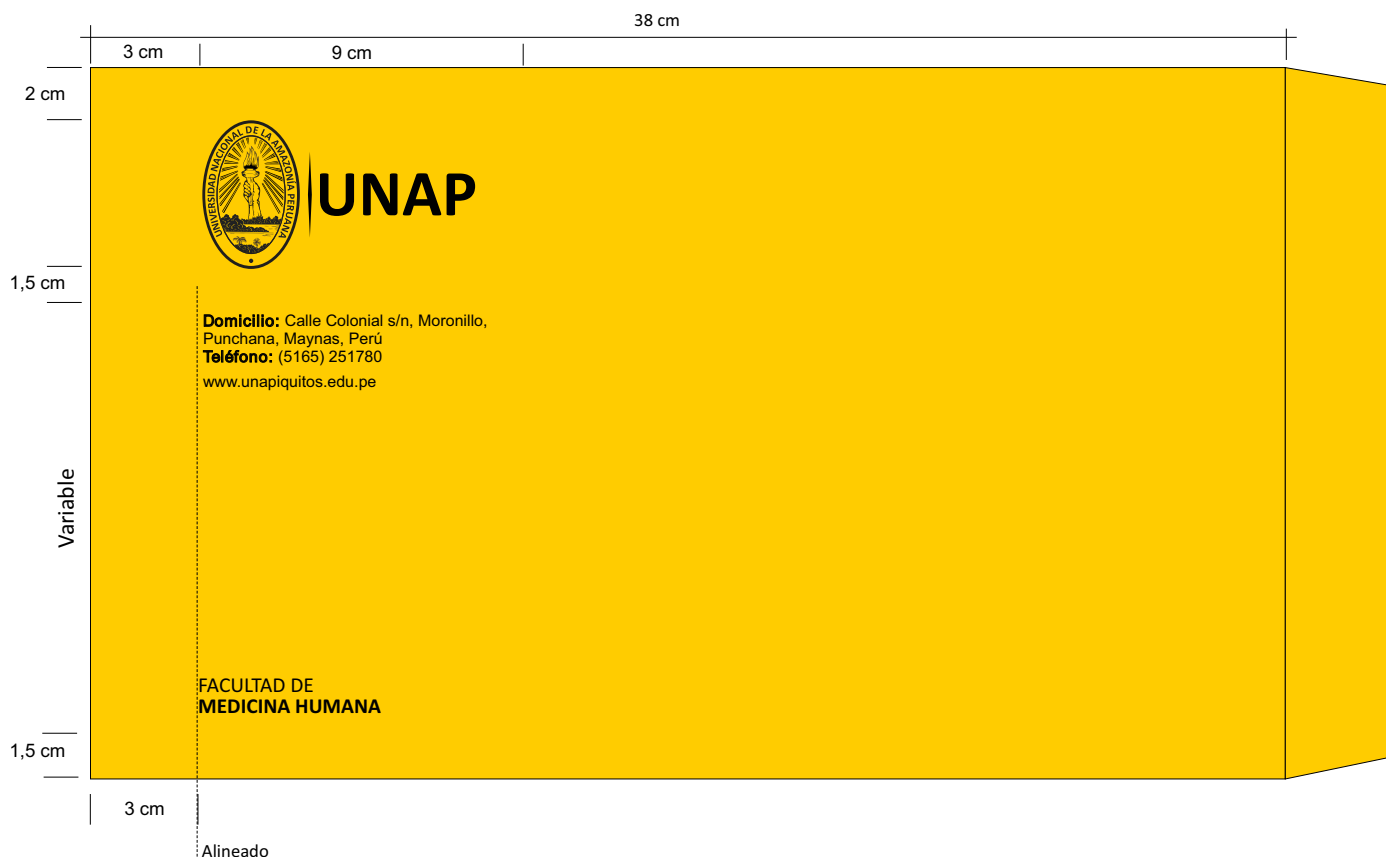 38 cm
3 cm
9 cm
2 cm
UNIVERSIDAD NACIONAL DE LA AMAZONÍA PERUANA
UNAP
1,5 cm
Domicilio: Calle Colonial s/n, Moronillo,
Punchana, Maynas, Perú
Teléfono: (5165) 251780
www.unapiquitos.edu.pe
Variable
FACULTAD DE
MEDICINA HUMANA
1,5 cm
3 cm
Alineado